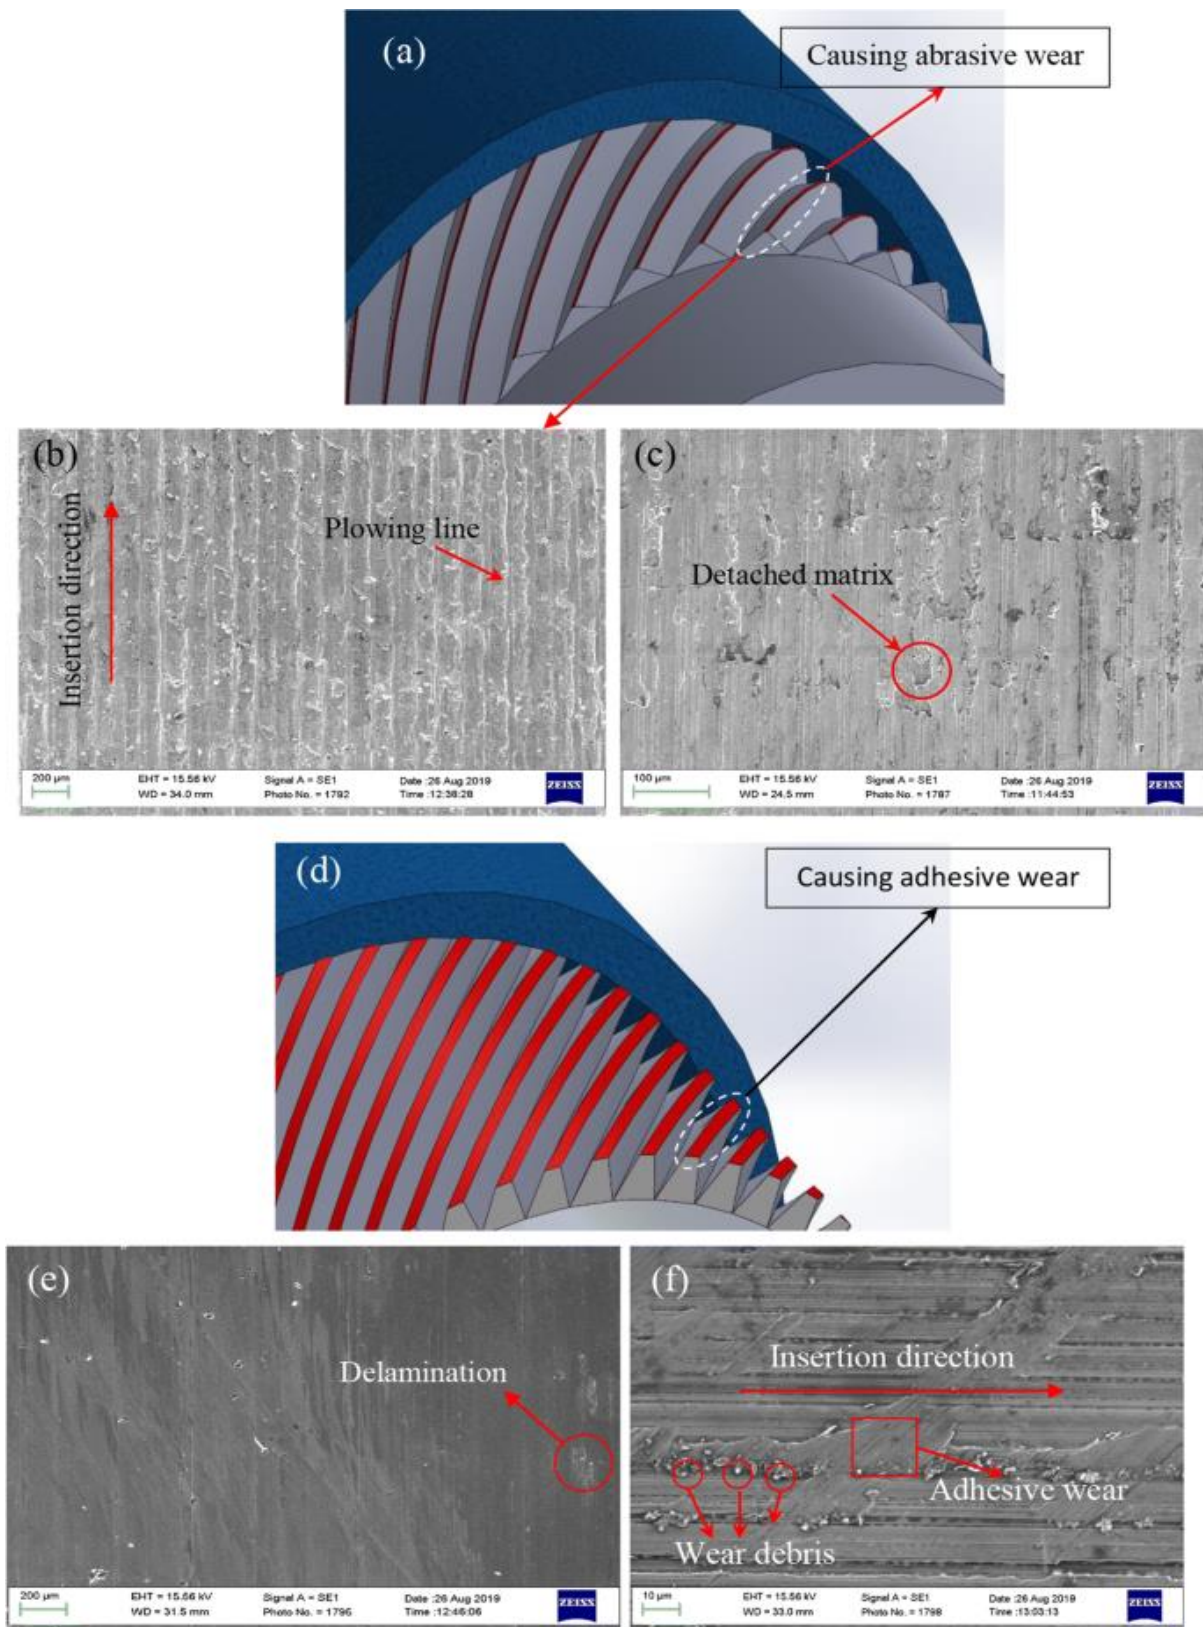 (a)
Causing abrasive wear
(b)
Insertion direction
Plowing line
200 µm
EHT = 15.56 kV
WD = 34.0 mm
Signal A = SE1
Photo No. = 1792
Date :26 Aug 2019
Time :12:38:28
ZEISS
(c)
Detached matrix
100 µm
EHT = 15.56 kV
WD = 24.5 mm
Signal A = SE1
Photo No. = 1787
Date :26 Aug 2019
Time :11:44:53
ZEISS
(d)
Causing adhesive wear
(e)
Delamination
200 µm
EHT = 15.56 kV
WD = 31.5 mm
Signal A = SE1
Photo No. = 1795
Date :26 Aug 2019
Time :12:46:06
ZEISS
(f)
Insertion direction
Adhesive wear
Wear debris
10 µm
EHT = 15.56 kV
WD = 33.0 mm
Signal A = SE1
Photo No. = 1798
Date :26 Aug 2019
Time :13:03:13
ZEISS